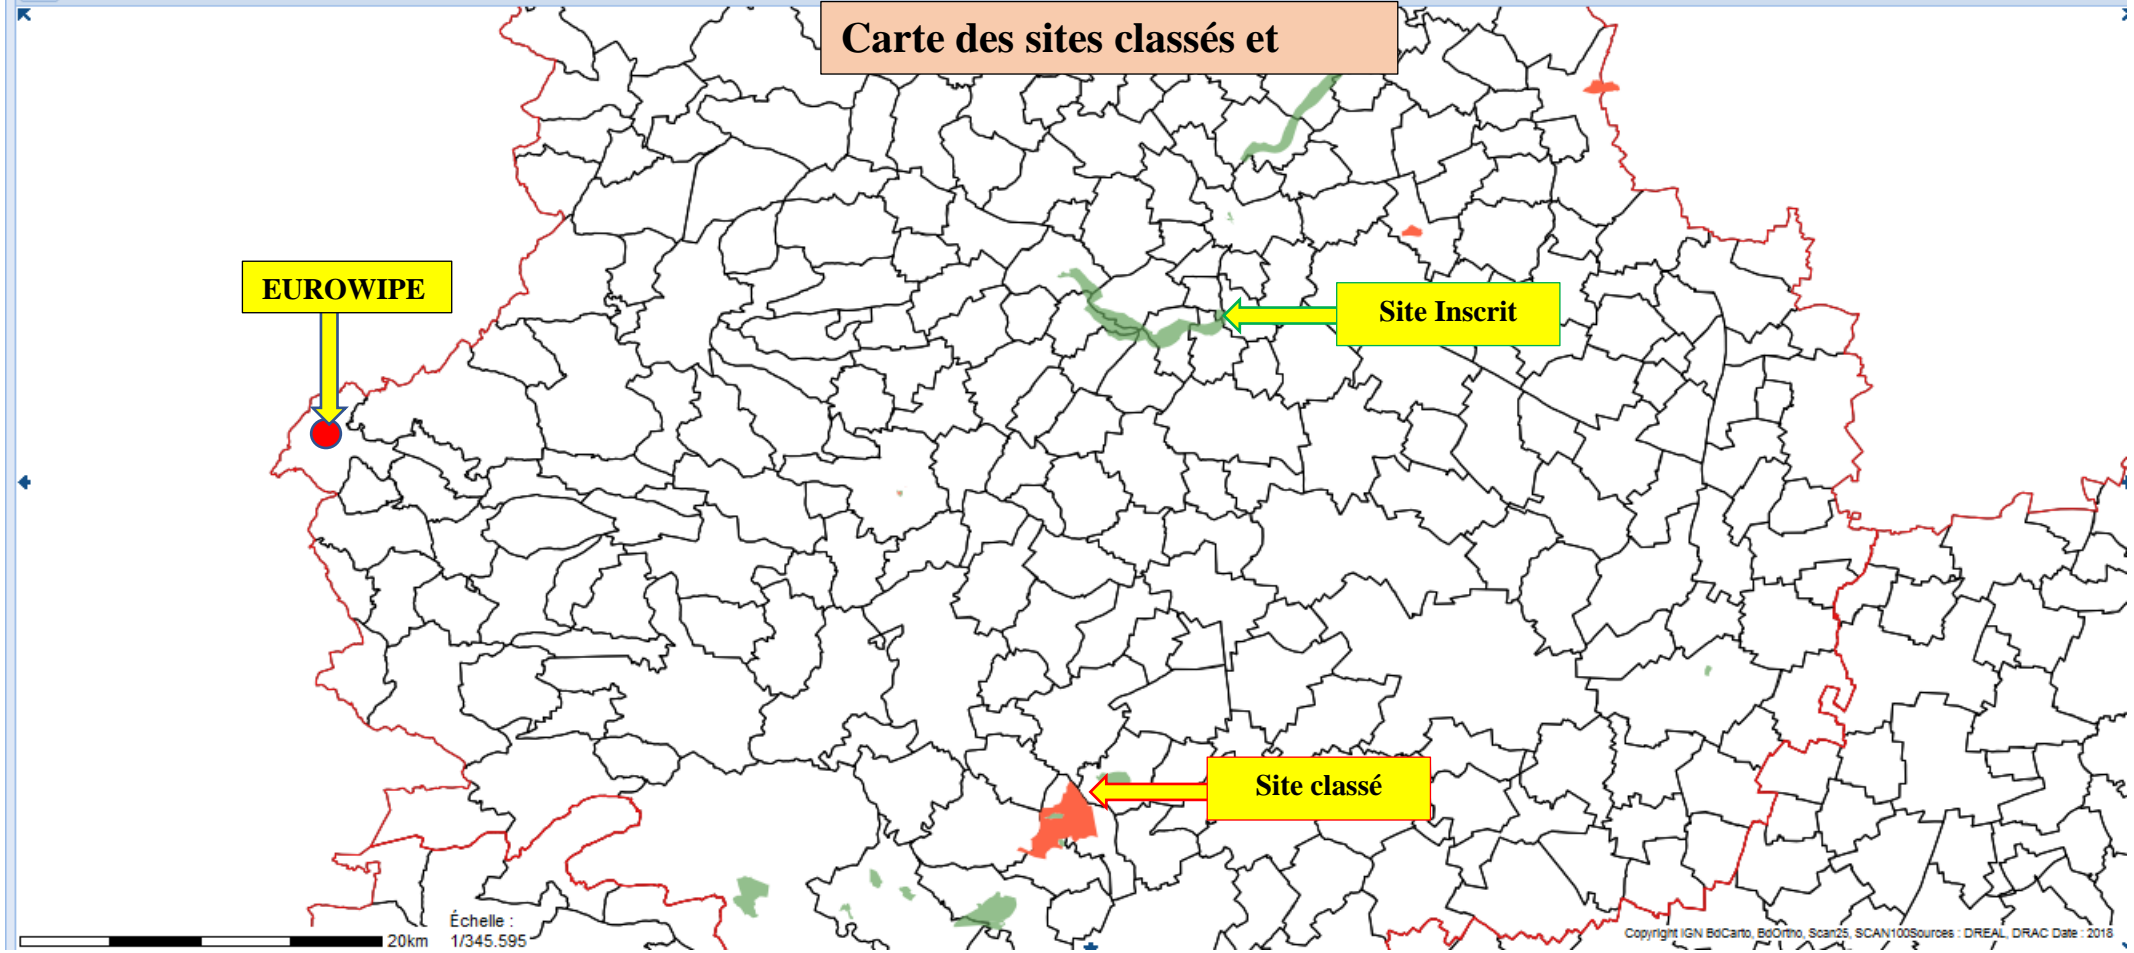 Carte des sites classés et
EUROWIPE
Site Inscrit
Site classé
Échelle :
20km 1/345.595
Copyright IGN BdCarto, BdOrtho, Scan25, SCAN100Sources : DREAL, DRAC Date : 2018